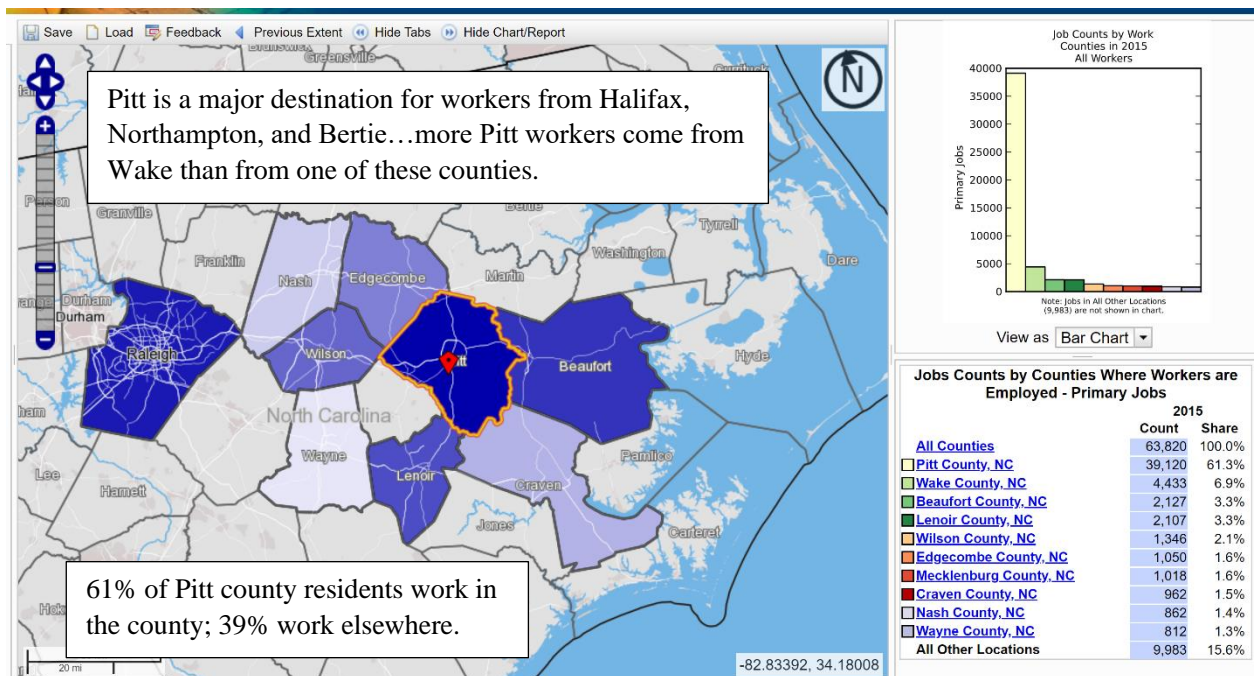 Save Load Feedback Previous Extent Hide Tabs Hide Chart/Report
Greensville
Pitt is a major destination for workers from Halifax,
Northampton, and Bertie…more Pitt workers come from
Wake than from one of these counties.
N
Person
Granville
Bertie
Tyrrell
Washington
Franklin
Dare
Edgecombe
Martin
Nash
Durham
Durham
Raleigh
Wilson
Beaufort
Hyde
North Carolina
Wayne
Pamlico
Lee
Lenoir
Craven
Harnett
Jones
Carteret
61% of Pitt county residents work in
the county; 39% work elsewhere.
20 mi
-82.83392, 34.18008
Job Counts by Work
Counties in 2015
All Workers
Primary Jobs
40000
35000
30000
25000
20000
15000
10000
5000
0
Note: Jobs in All Other Locations
(9,983) are not shown in chart.
View as Bar Chart
Jobs Counts by Counties Where Workers are
Employed - Primary Jobs
2015
Count Share
All Counties 63,820 100.0%
Pitt County, NC 39,120 61.3%
Wake County, NC 4,433 6.9%
Beaufort County, NC 2,127 3.3%
Lenoir County, NC 2,107 3.3%
Wilson County, NC 1,346 2.1%
Edgecombe County, NC 1,050 1.6%
Mecklenburg County, NC 1,018 1.6%
Craven County, NC 962 1.5%
Nash County, NC 862 1.4%
Wayne County, NC 812 1.3%
All Other Locations 9,983 15.6%